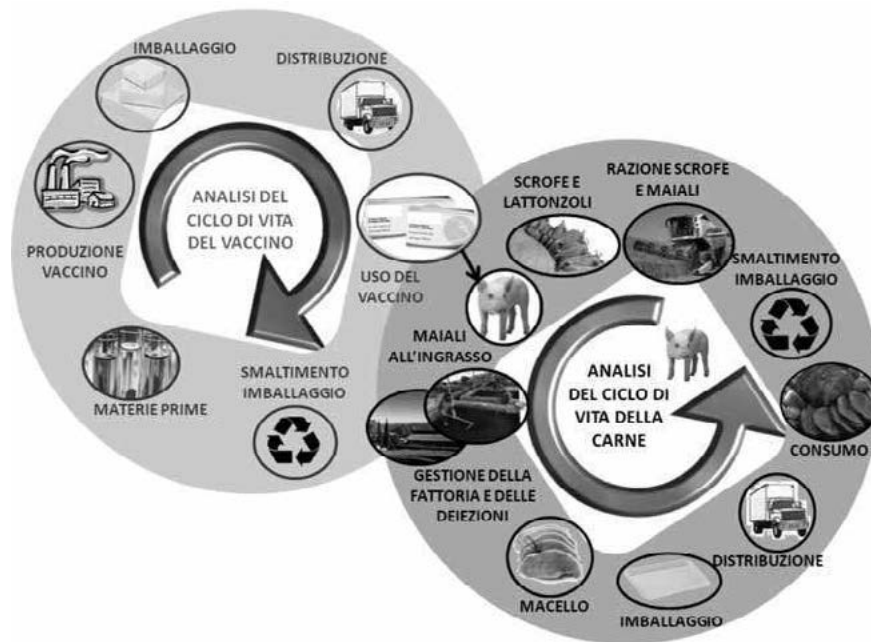 IMBALLAGGIO
DISTRIBUZIONE
ANALISI DEL
CICLO DI VITA
DEL VACCINO
PRODUZIONE
VACCINO
USO DEL
VACCINO
MATERIE PRIME
SMALTIMENTO
IMBALLAGGIO
SCROFE E
LATTONZOLI
RAZIONE SCROFE
E MAIALI
SMALTIMENTO
IMBALLAGGIO
MAIALI
ALL'INGRASSO
ANALISI
DEL CICLO DI
VITA DELLA
CARNE
CONSUMO
GESTIONE DELLA
FATTORIA E DELLE
DEIEZIONI
DISTRIBUZIONE
MACELLO
IMBALLAGGIO